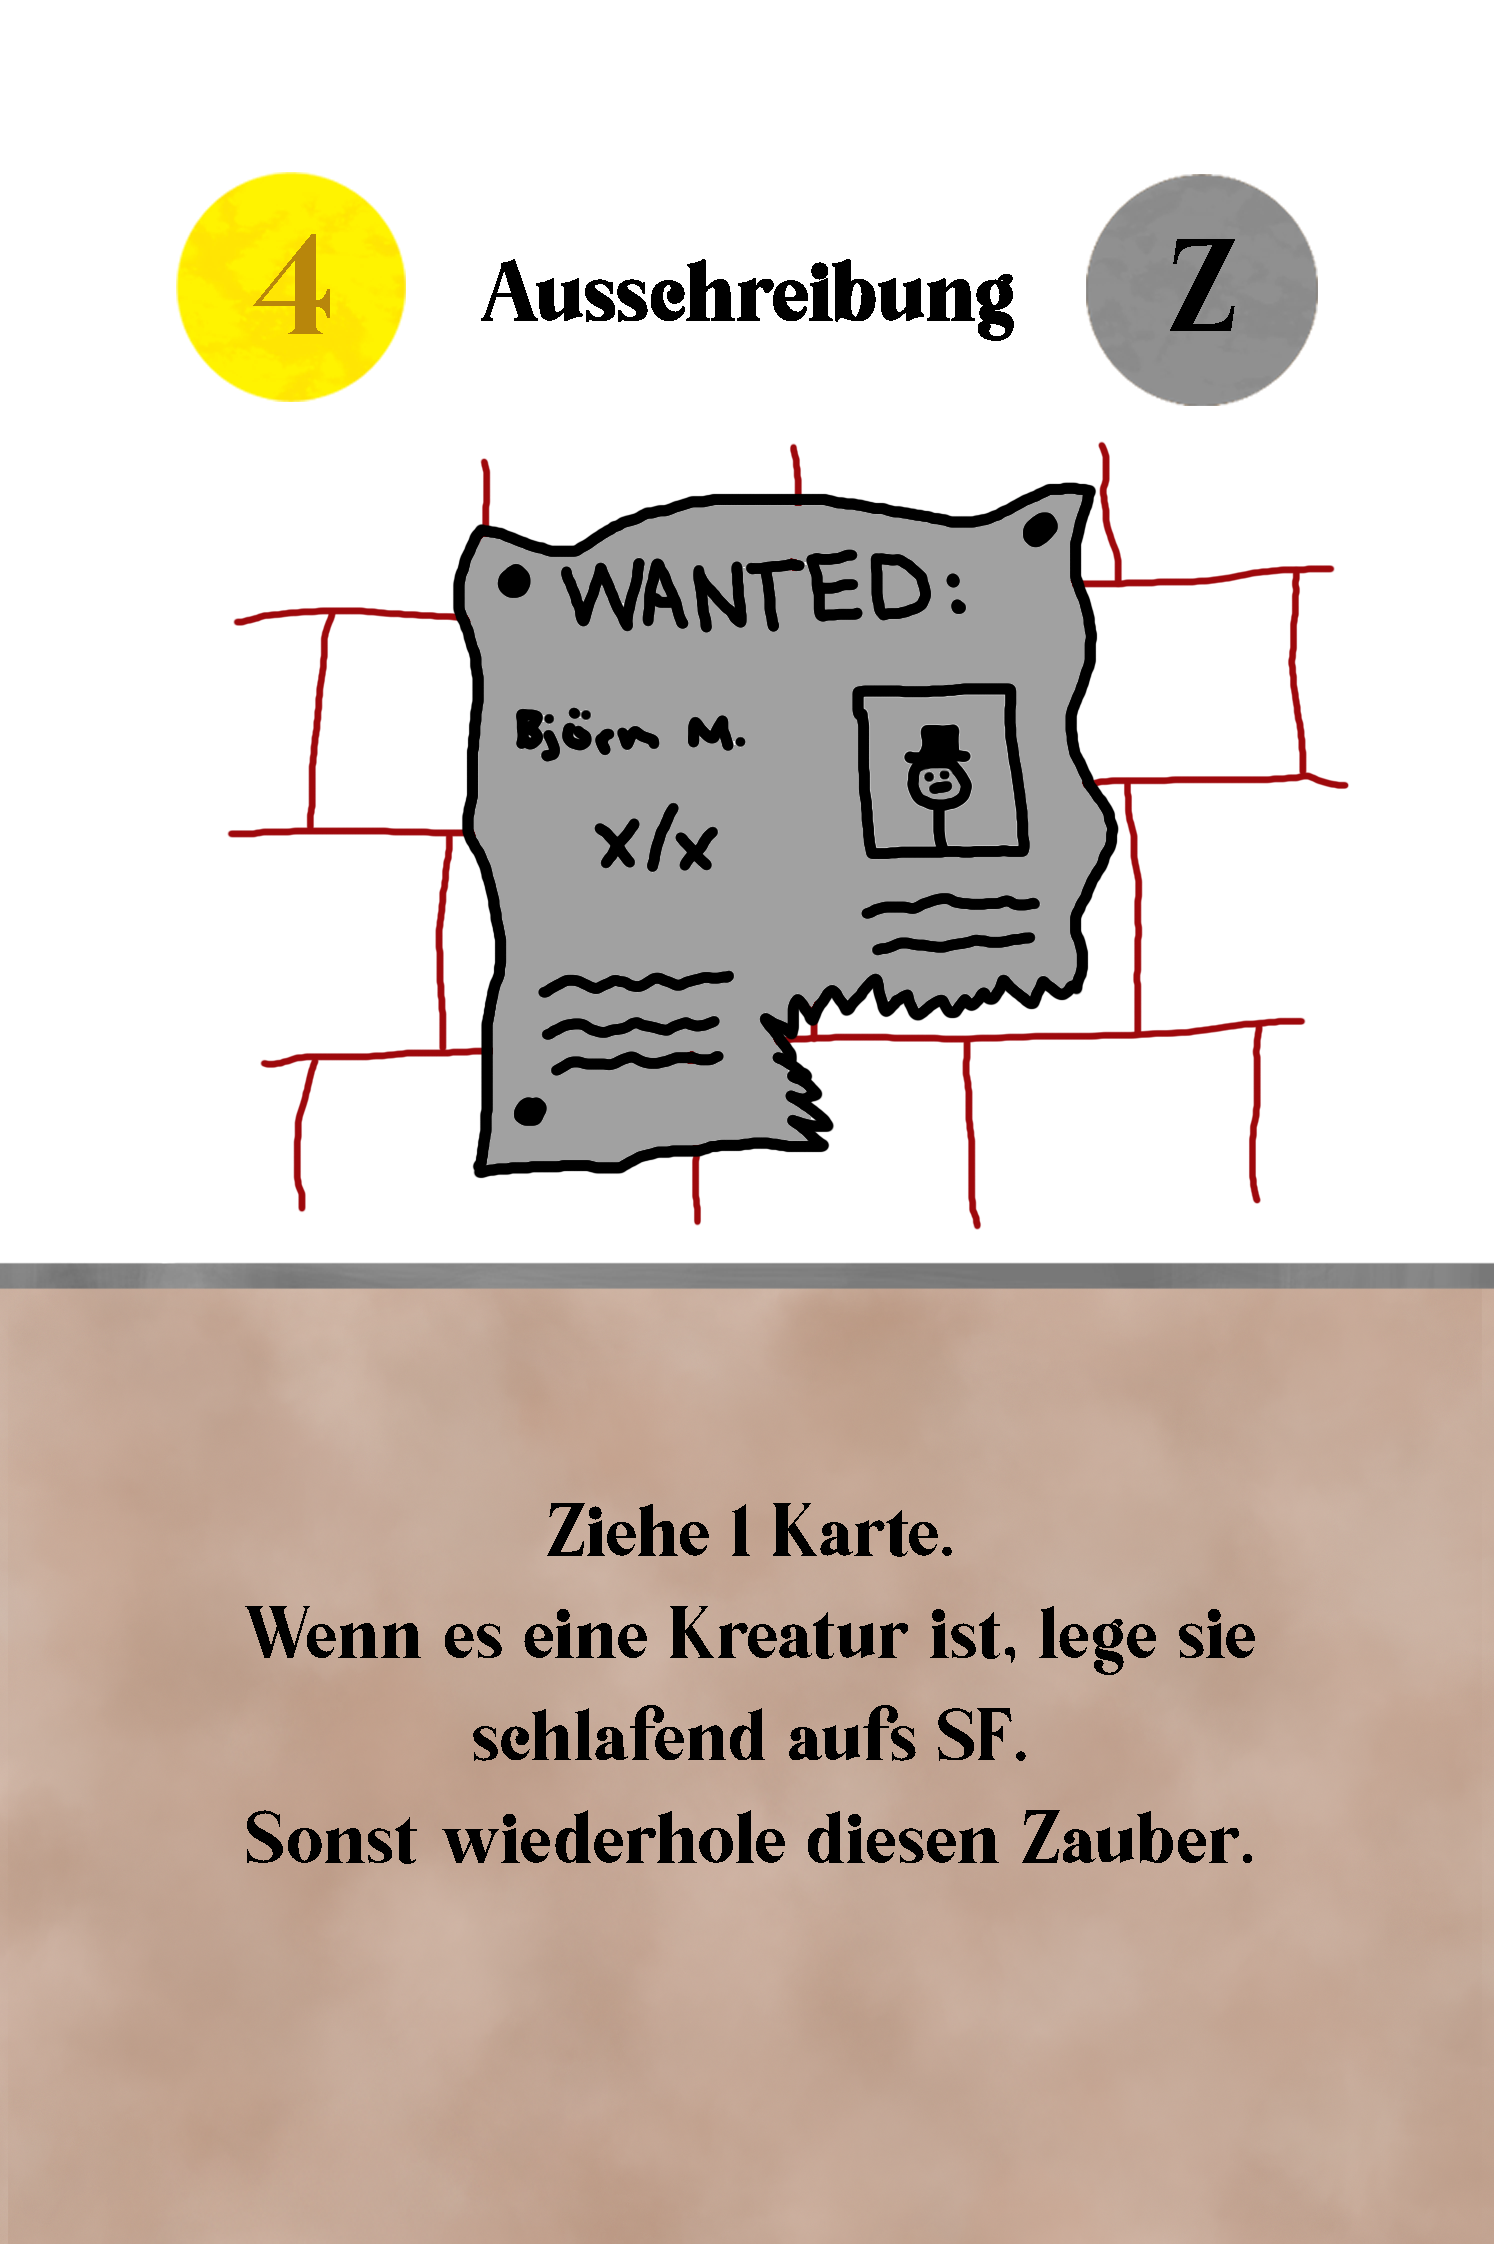 4 Ausschreibung Z
WANTED:
Björn M.
x/x
Ziehe 1 Karte.
Wenn es eine Kreatur ist, lege sie
schlafend aufs SF.
Sonst wiederhole diesen Zauber.